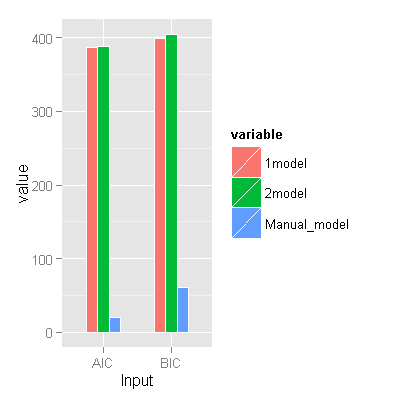 value
400
300
200
100
0
AIC BIC
Input
variable
1model
2model
Manual_model